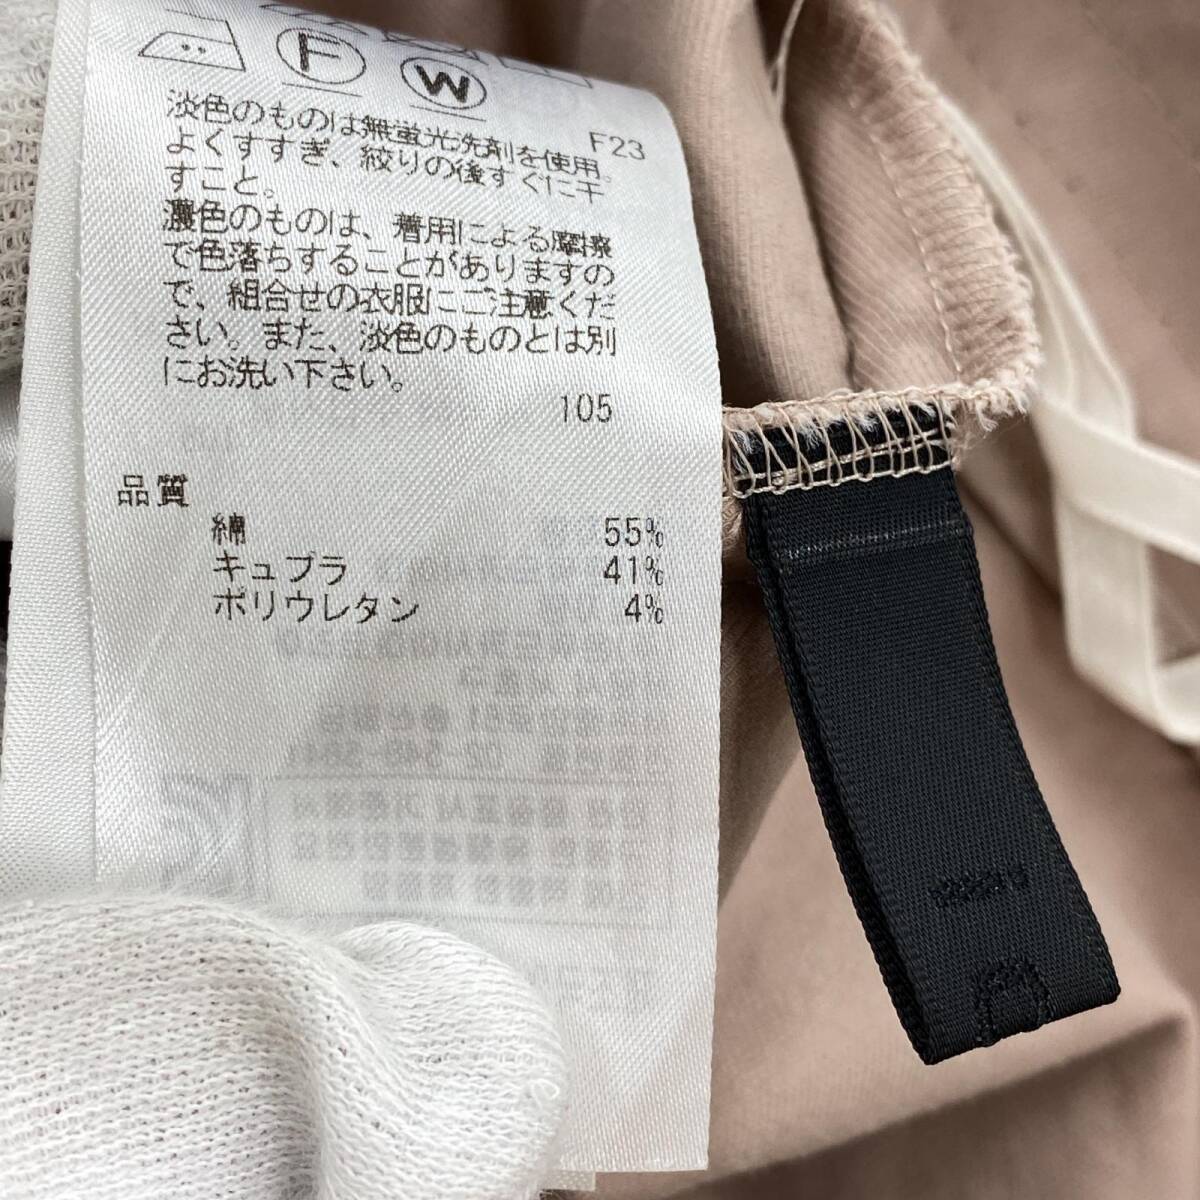 F W
F23
淡色のものは無蛍光洗剤を使用。
よくすすぎ、絞りの後すぐに干
すこと。
濃色のものは、着用による摩擦
で色落ちすることがありますの
で、組合せの衣服にご注意くだ
さい。また、淡色のものとは別
にお洗い下さい。
105
品質
綿 55%
キュプラ 41%
ポリウレタン 4%